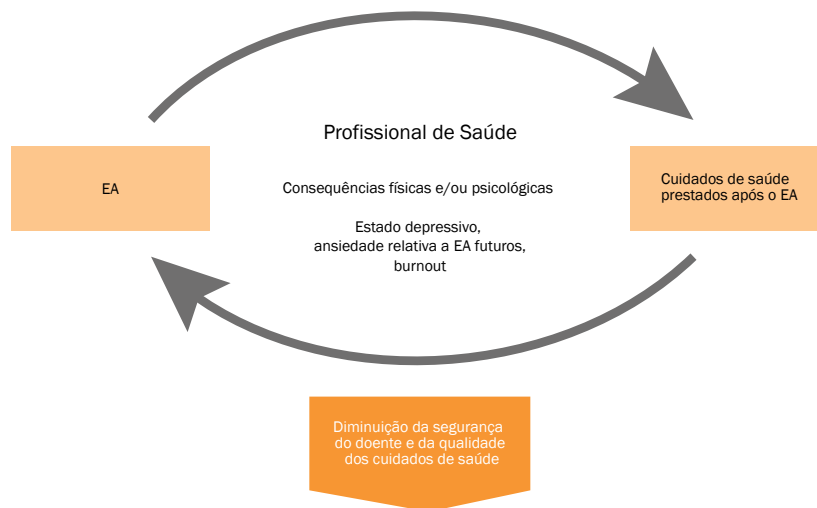 Profissional de Saúde
EA
Consequências físicas e/ou psicológicas
Estado depressivo,
ansiedade relativa a EA futuros,
burnout
Cuidados de saúde
prestados após o EA
Diminuição da segurança
do doente e da qualidade
dos cuidados de saúde